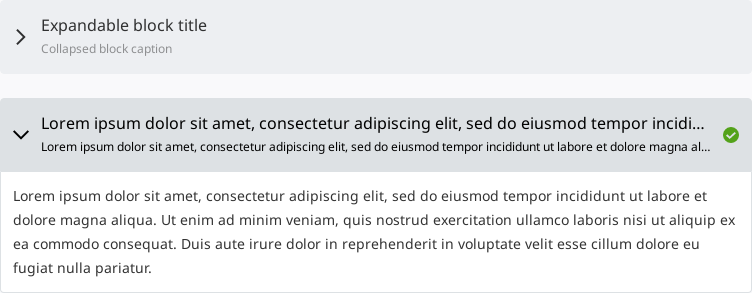 Expandable block title
Collapsed block caption
Lorem ipsum dolor sit amet, consectetur adipiscing elit, sed do eiusmod tempor incidi...
Lorem ipsum dolor sit amet, consectetur adipiscing elit, sed do eiusmod tempor incididunt ut labore et dolore magna al...
Lorem ipsum dolor sit amet, consectetur adipiscing elit, sed do eiusmod tempor incididunt ut labore et
dolore magna aliqua. Ut enim ad minim veniam, quis nostrud exercitation ullamco laboris nisi ut aliquip ex
ea commodo consequat. Duis aute irure dolor in reprehenderit in voluptate velit esse cillum dolore eu
fugiat nulla pariatur.